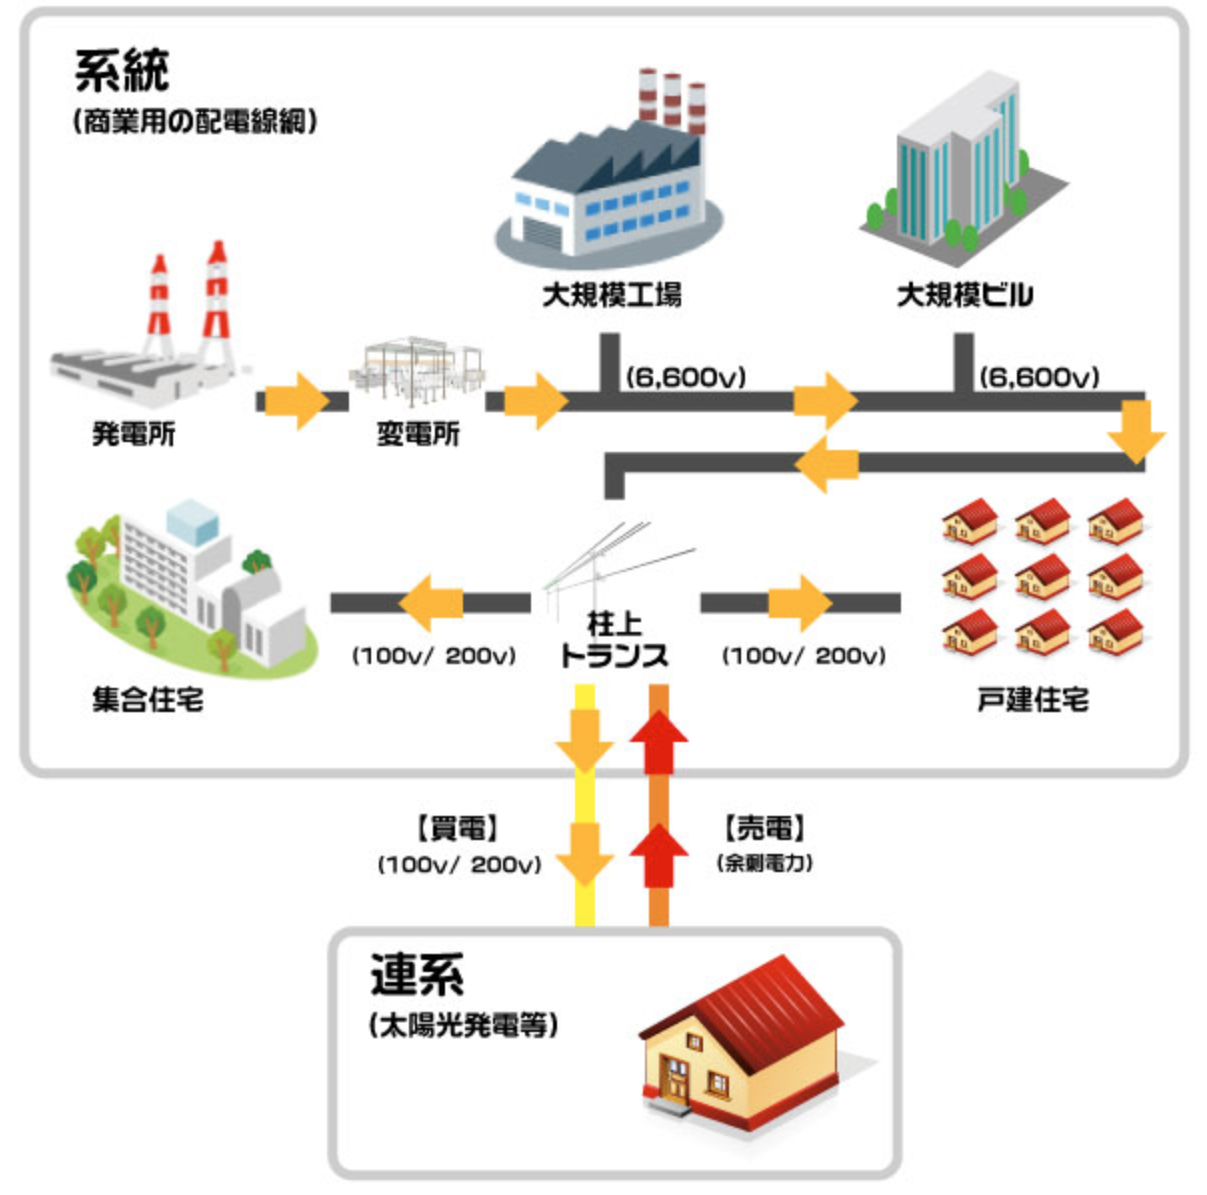 系統
(商業用の配電線網)
大規模工場
大規模ビル
(6,600v)
(6,600v)
発電所
変電所
柱上
トランス
(100v/ 200v)
(100v/ 200v)
集合住宅
戸建住宅
【買電】
(100v/ 200v)
【売電】
(余剰電力)
連系
(太陽光発電等)